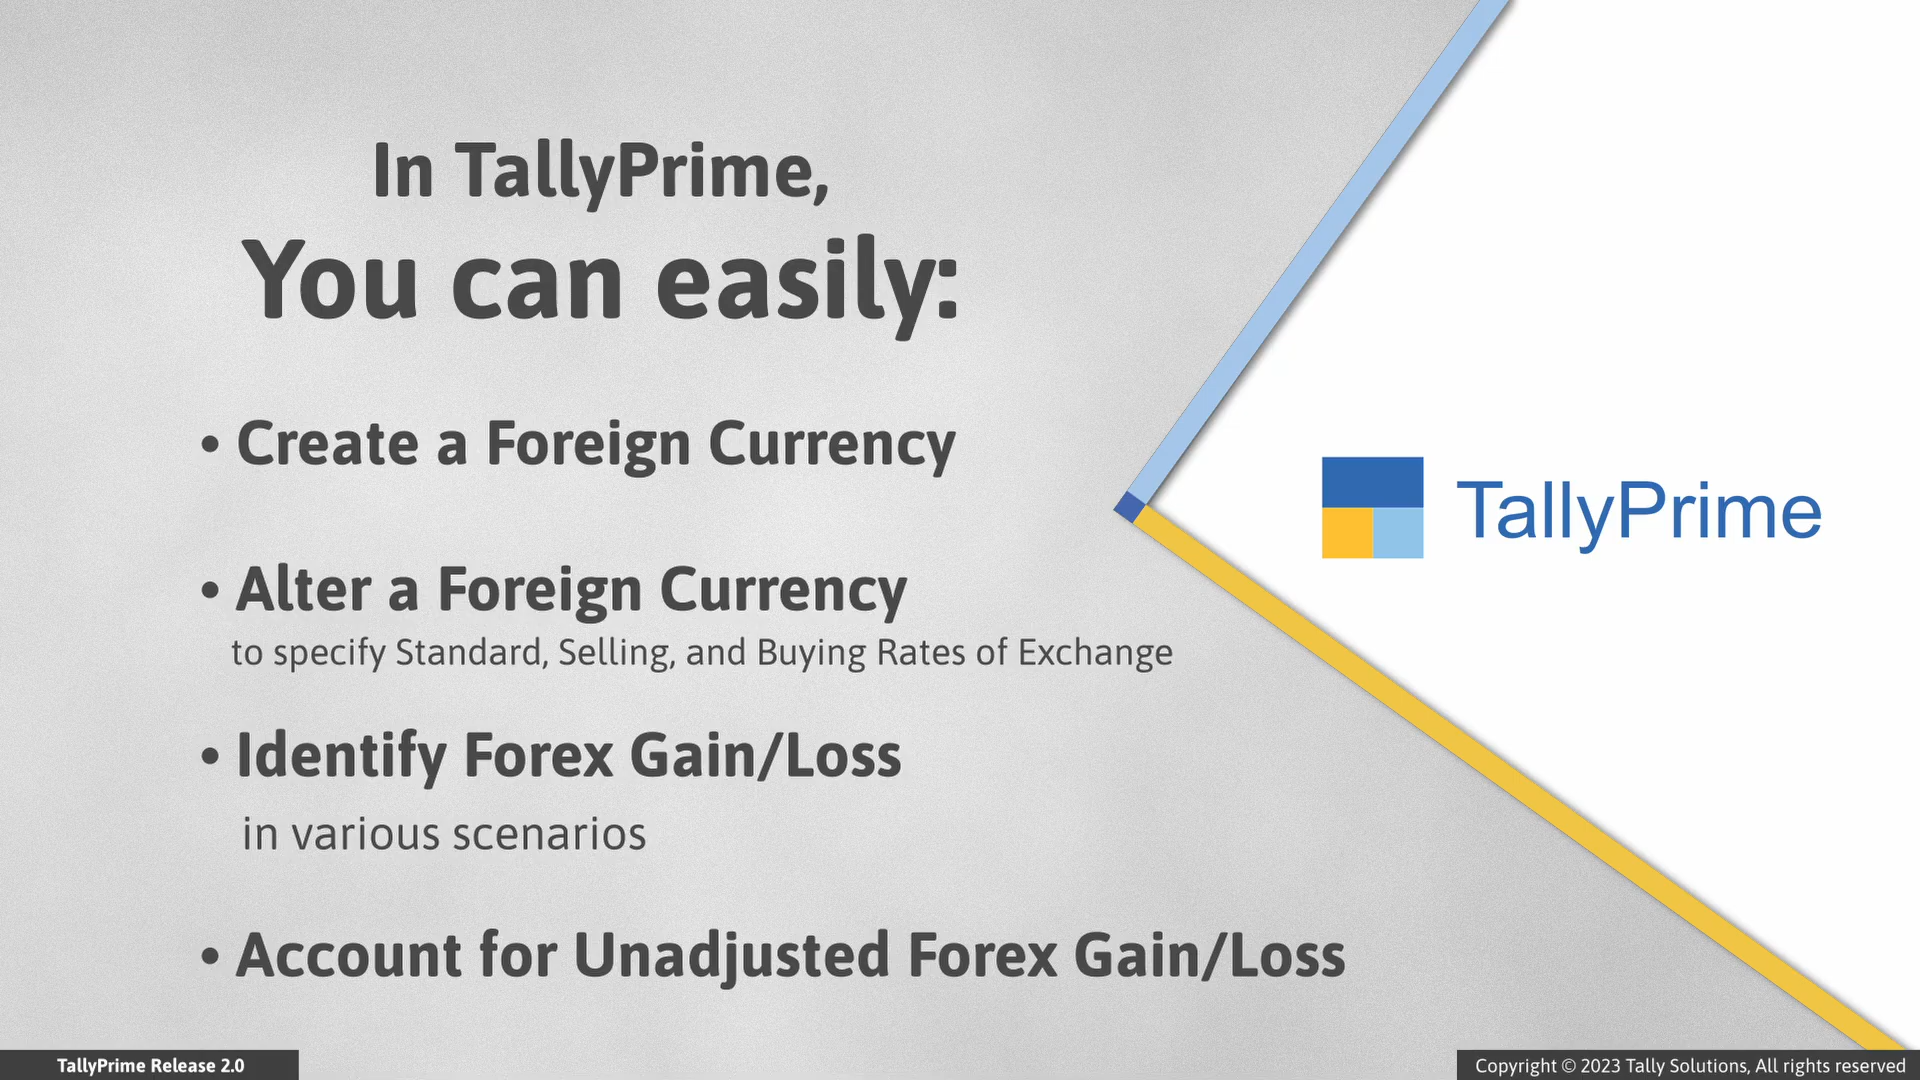 In TallyPrime,
You can easily:
• Create a Foreign Currency
• Alter a Foreign Currency
to specify Standard, Selling, and Buying Rates of Exchange
• Identify Forex Gain/Loss
in various scenarios
• Account for Unadjusted Forex Gain/Loss
TallyPrime
TallyPrime Release 2.0
Copyright © 2023 Tally Solutions, All rights reserved